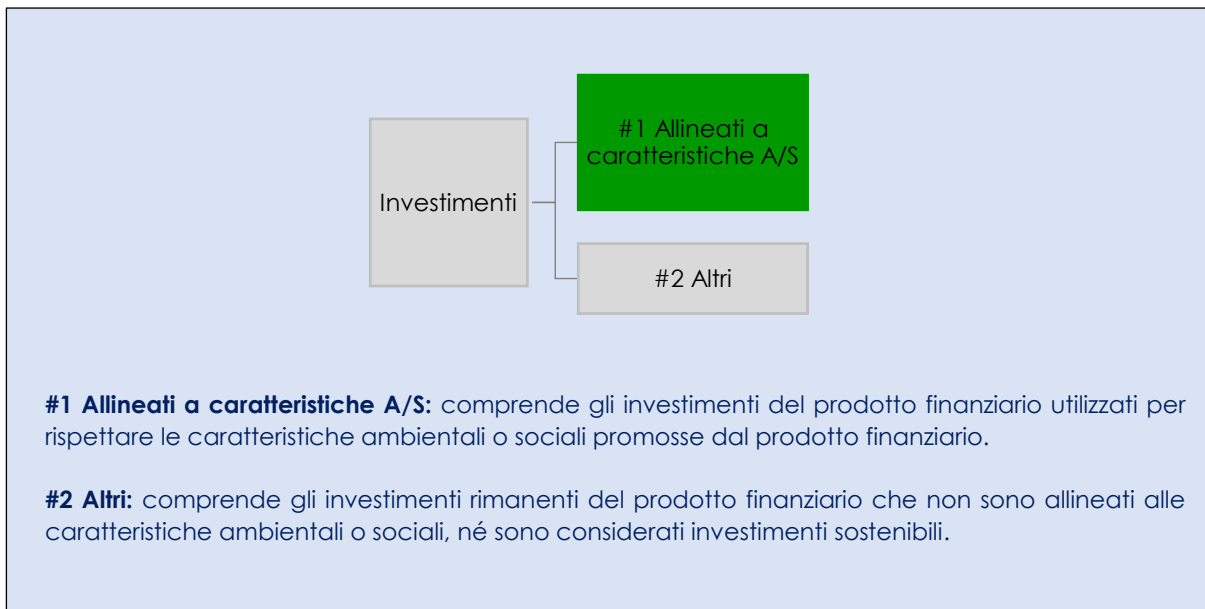 #1 Allineati a
caratteristiche A/S
Investimenti
#2 Altri
#1 Allineati a caratteristiche A/S: comprende gli investimenti del prodotto finanziario utilizzati per
rispettare le caratteristiche ambientali o sociali promosse dal prodotto finanziario.
#2 Altri: comprende gli investimenti rimanenti del prodotto finanziario che non sono allineati alle
caratteristiche ambientali o sociali, né sono considerati investimenti sostenibili.